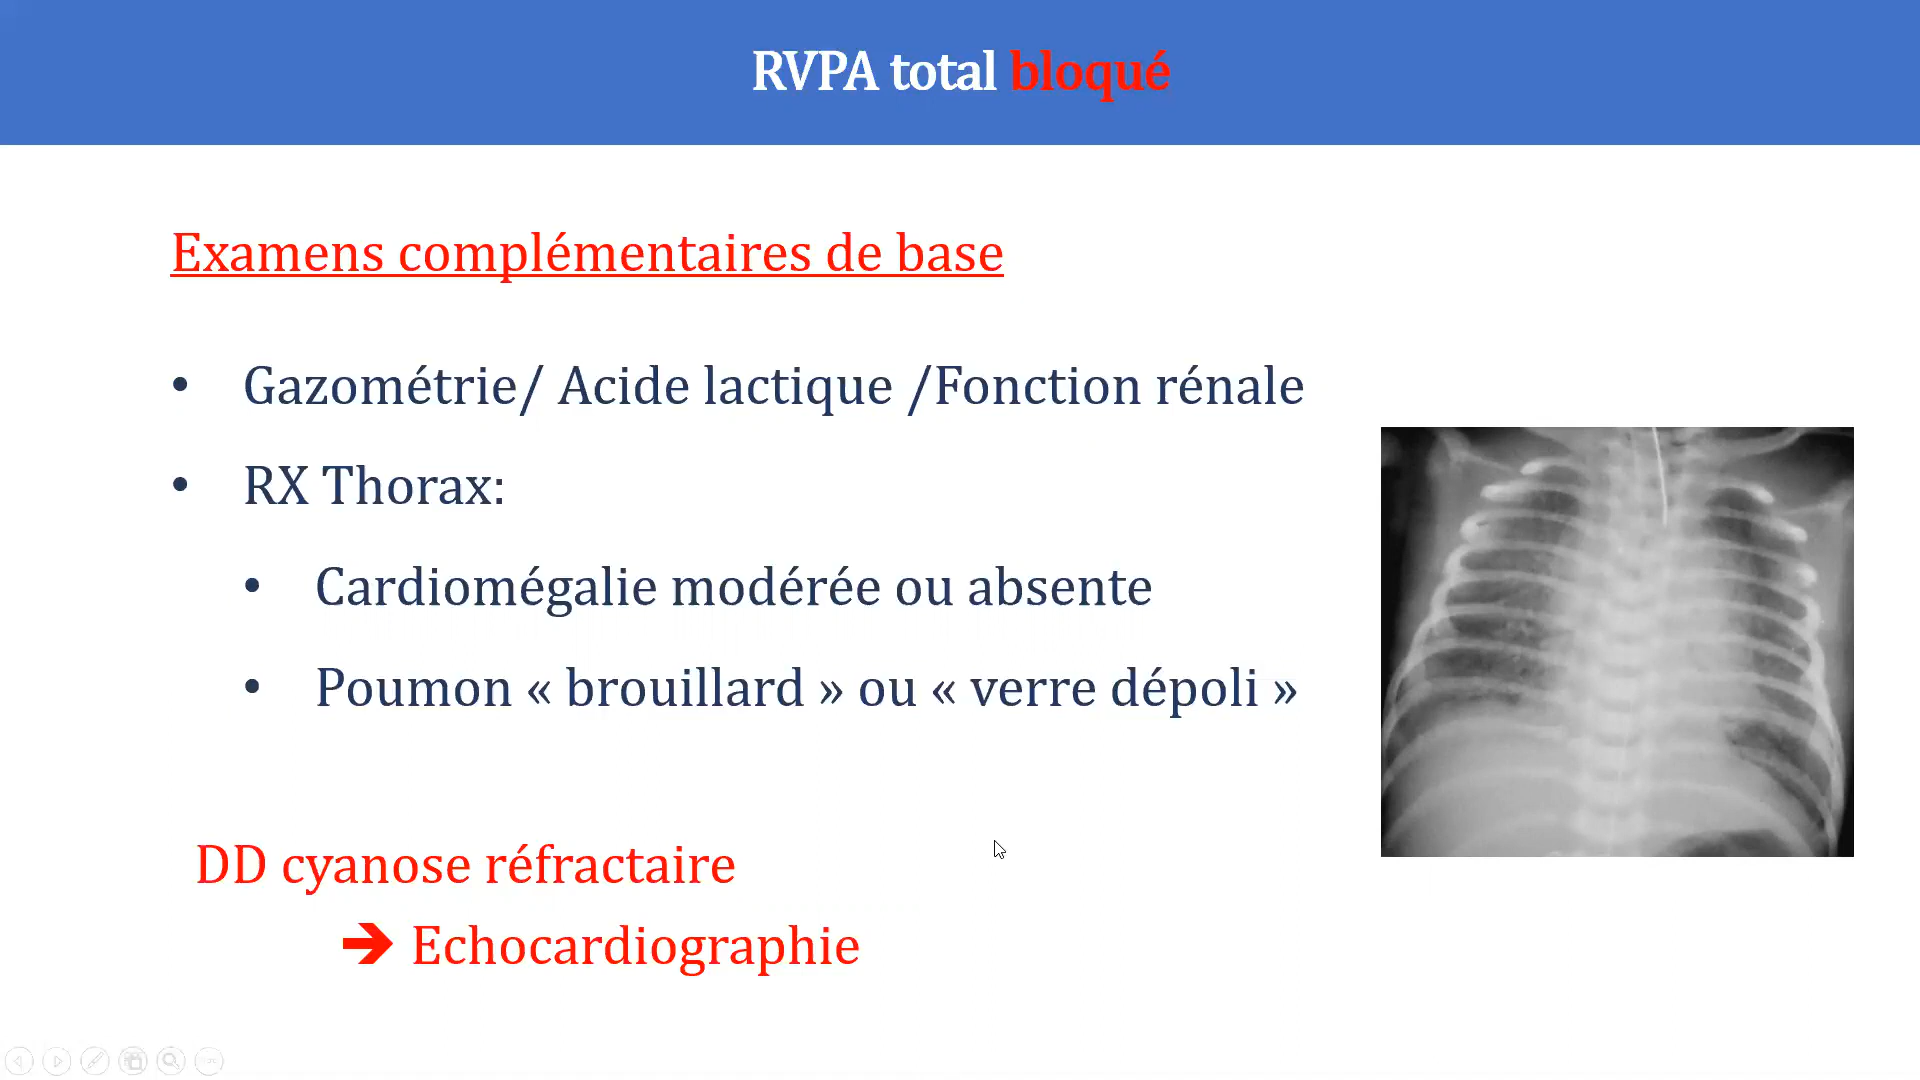 RVPA total bloqué
Examens complémentaires de base
• Gazométrie/ Acide lactique /Fonction rénale
• RX Thorax:
• Cardiomégalie modérée ou absente
• Poumon « brouillard » ou « verre dépoli »
DD cyanose réfractaire
➔ Echocardiographie